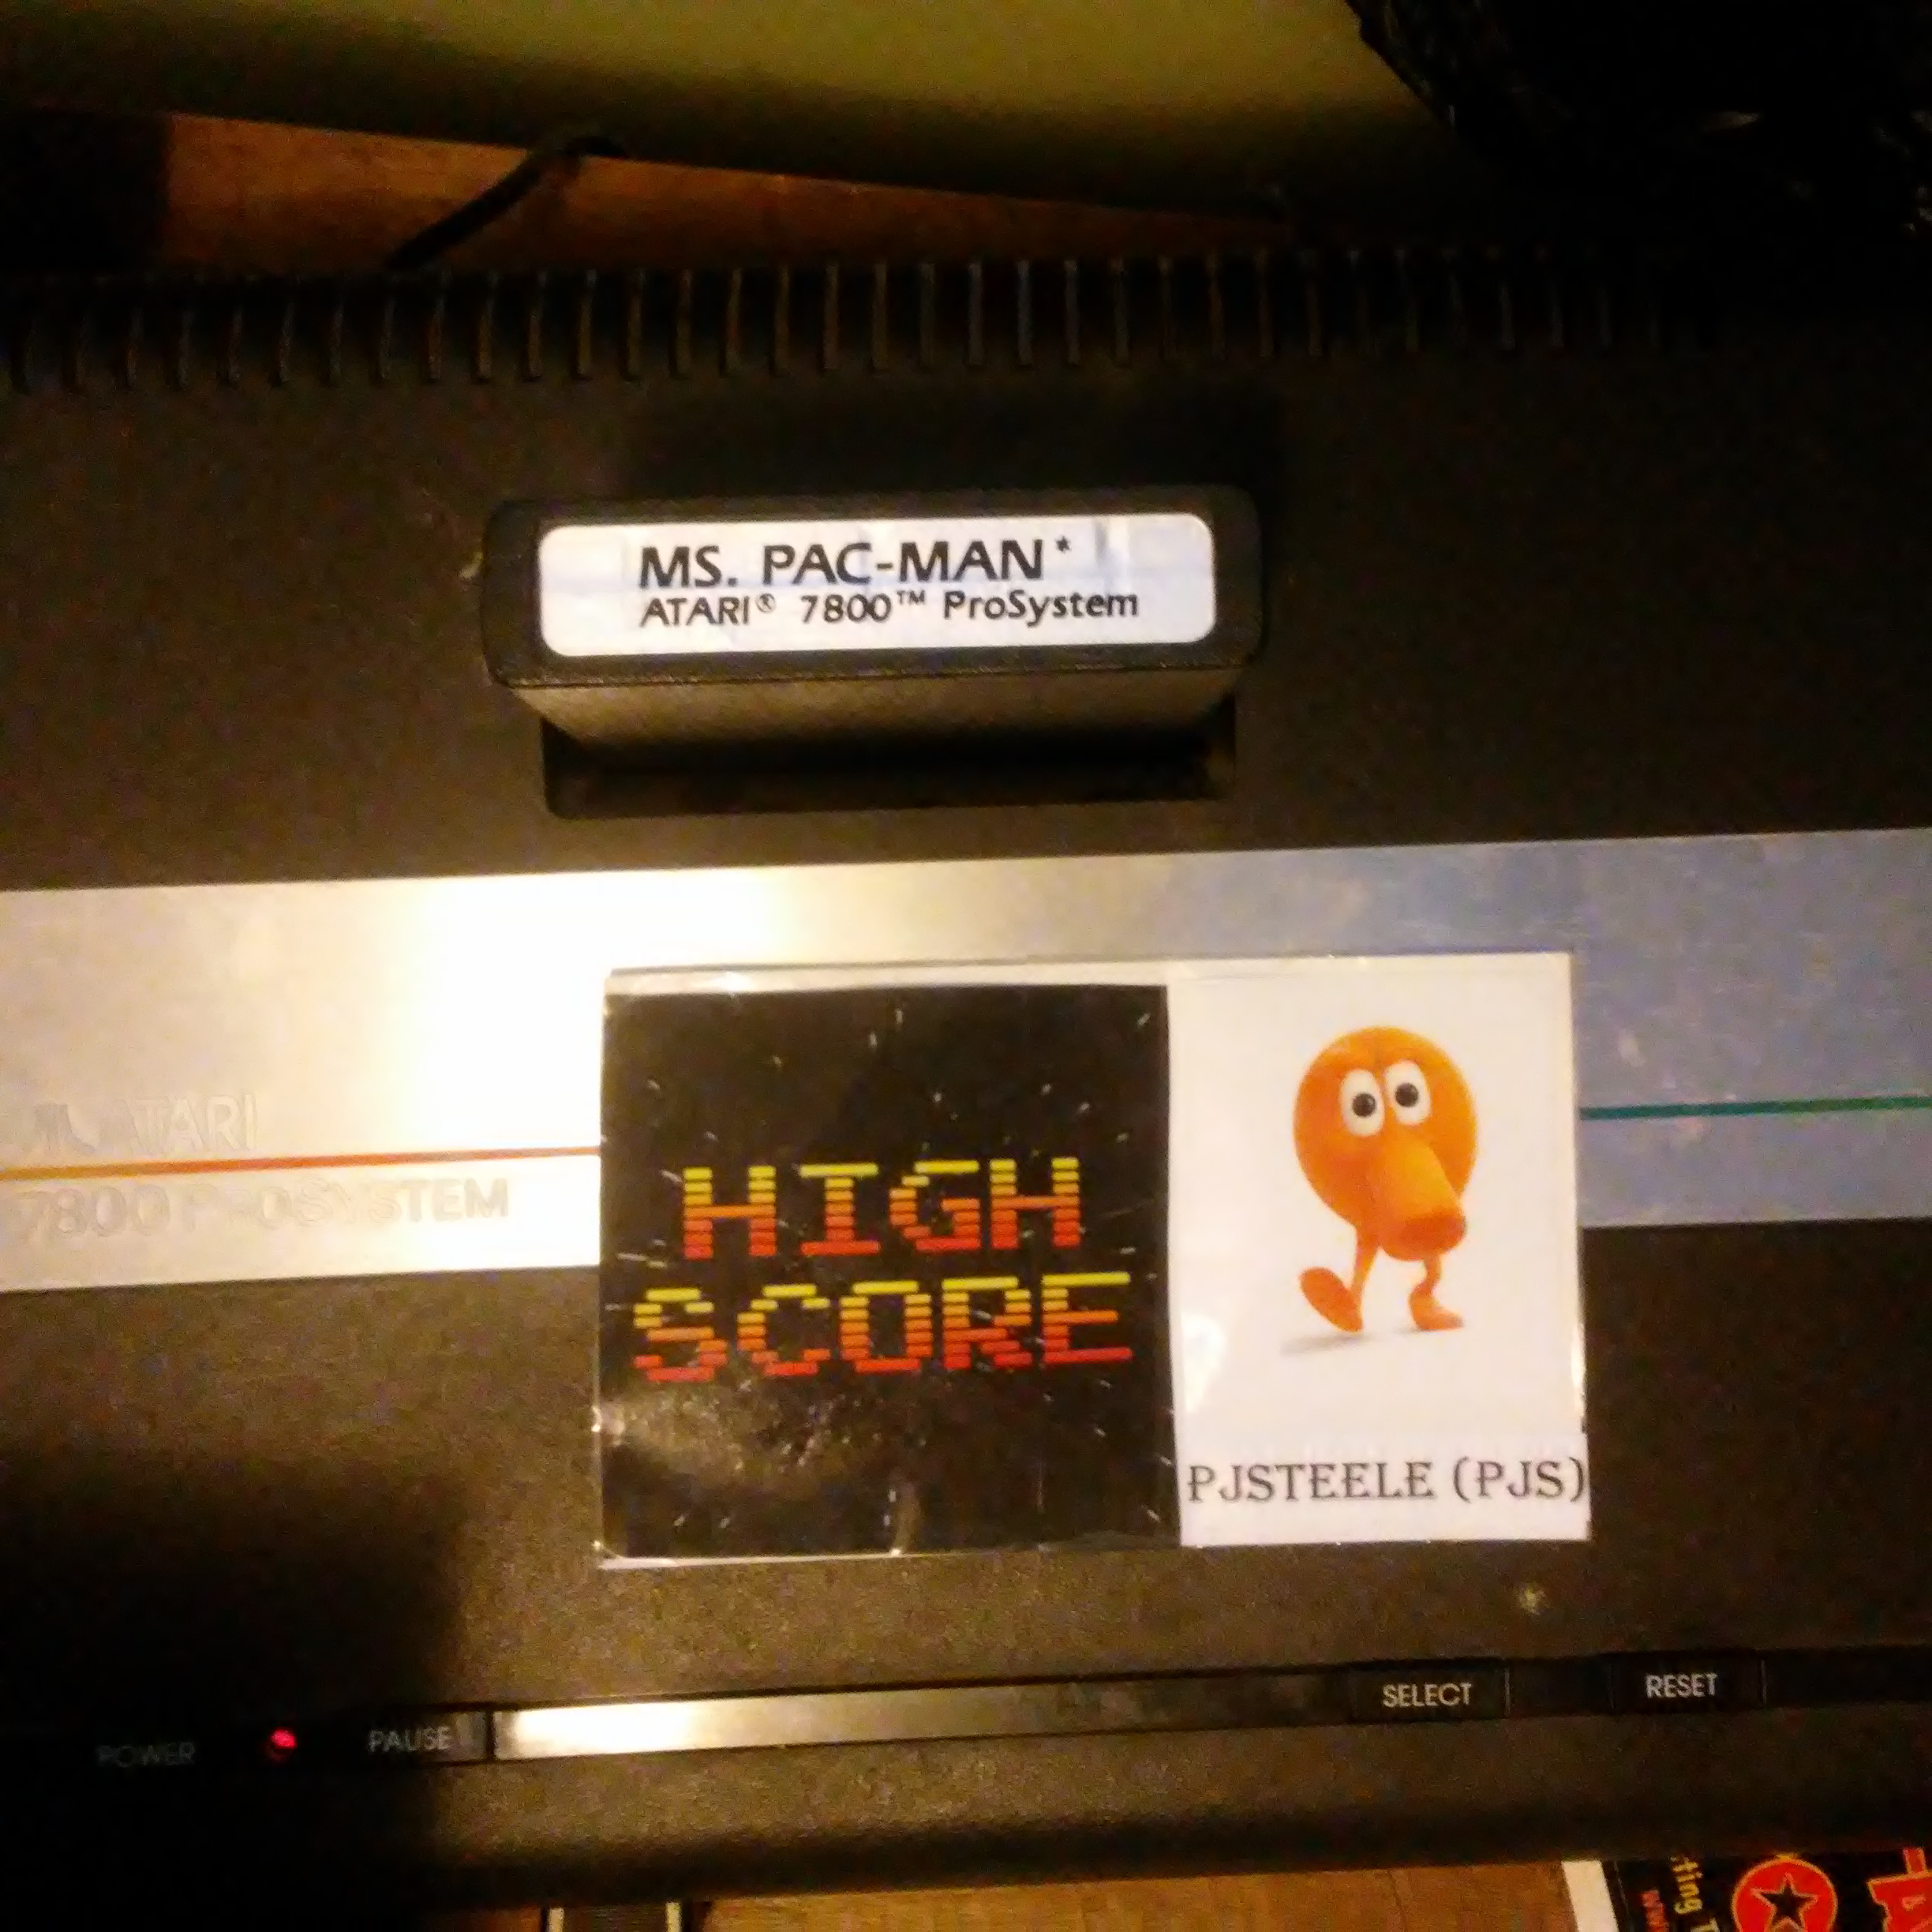 MS. PAC-MAN*
ATARI® 7800™ ProSystem
ATARI
7800 PROSYSTEM
HIGH
SCORE
PJSTEELE (PJS)
POWER
PAUSE
SELECT
RESET